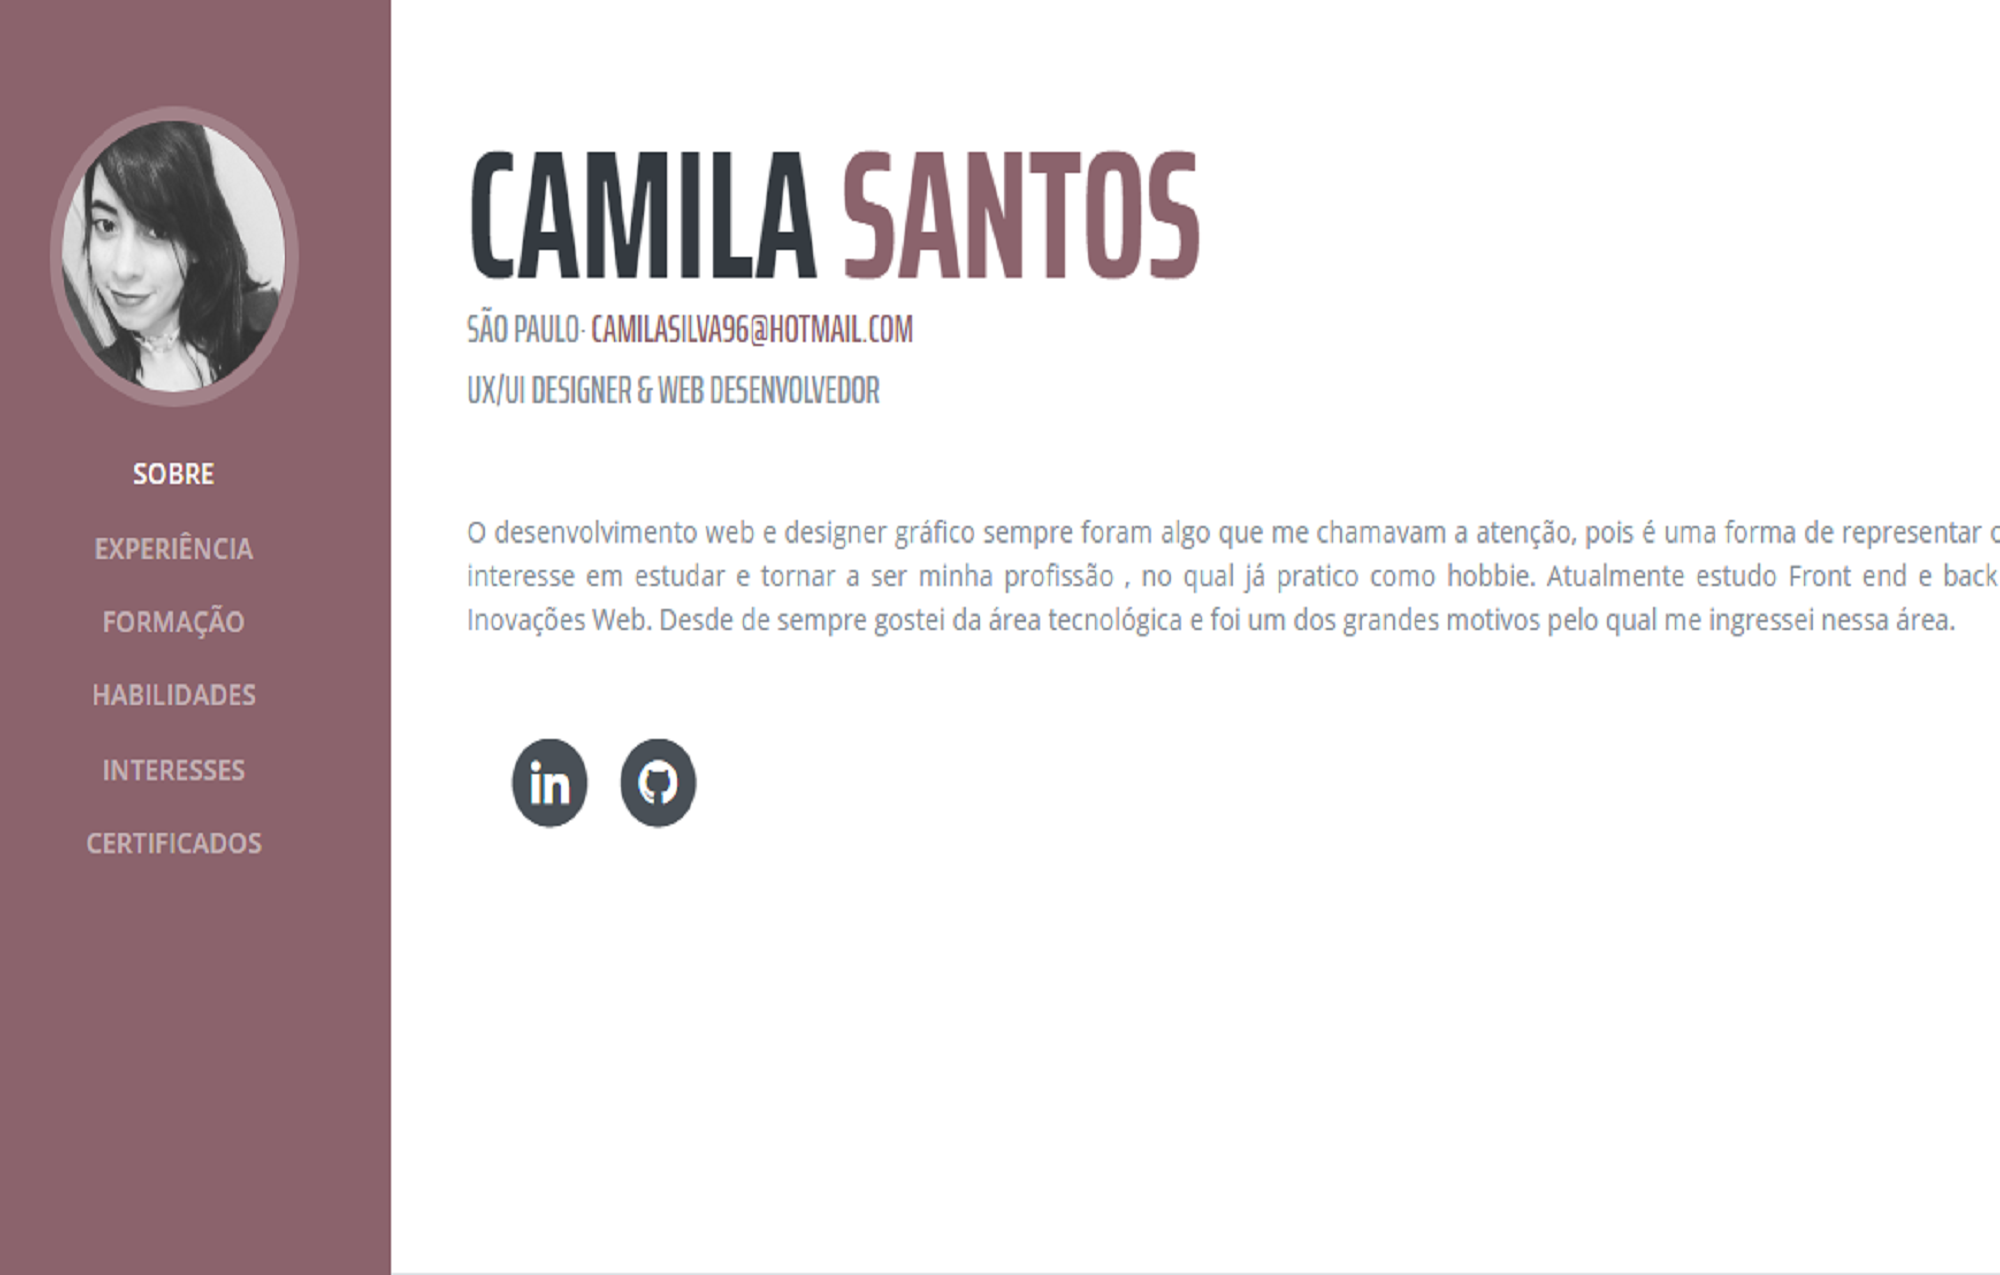 SOBRE
EXPERIÊNCIA
FORMAÇÃO
HABILIDADES
INTERESSES
CERTIFICADOS
CAMILA SANTOS
SÃO PAULO· CAMILASILVA96@HOTMAIL.COM
UX/UI DESIGNER & WEB DESENVOLVEDOR
O desenvolvimento web e designer gráfico sempre foram algo que me chamavam a atenção, pois é uma forma de representar
interesse em estudar e tornar a ser minha profissão , no qual já pratico como hobbie. Atualmente estudo Front end e back
Inovações Web. Desde de sempre gostei da área tecnológica e foi um dos grandes motivos pelo qual me ingressei nessa área.
in